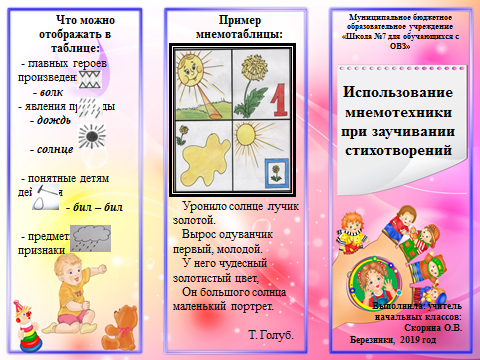 Что можно
отображать в
таблице:
- главных героев
- волк
- явления
- дождь
- солнце
- понятные детям
- бил – бил
признаки
Пример
мнемотаблицы:
1
Уронило солнце лучик
золотой.
Вырос одуванчик
первый, молодой.
У него чудесный
золотистый цвет,
Он большого солнца
маленький портрет.
Т. Голуб.
Муниципальное бюджетное
образовательное учреждение
«Школа №7 для обучающихся с
ОВЗ»
Использование
мнемотехники
при заучивании
стихотворений
Выполнила: учитель
начальных классов:
Скорина О.В.
Березники, 2019 год